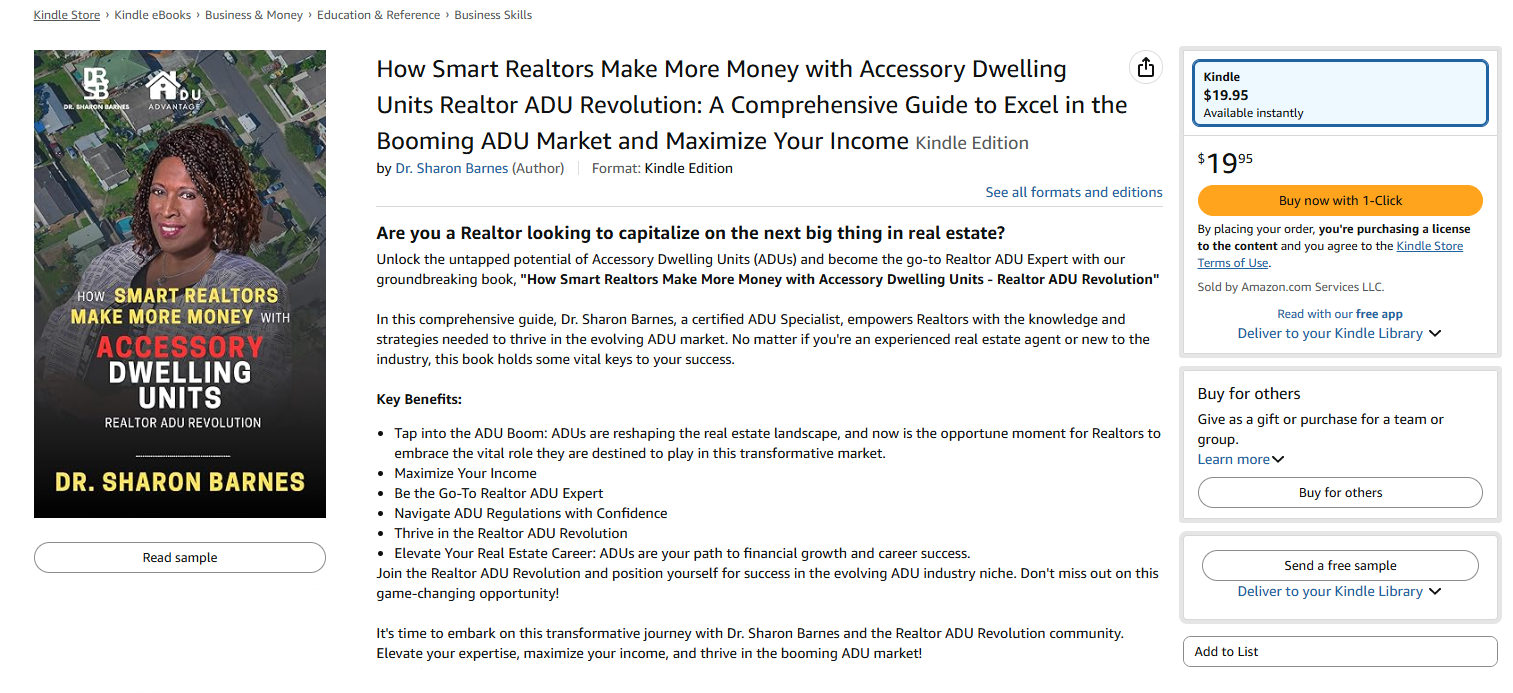 Kindle Store › Kindle eBooks › Business & Money › Education & Reference › Business Skills
DR. SHARON BARNES
ADU
ADVANTAGE
HOW SMART REALTORS
MAKE MORE MONEY WITH
ACCESSORY
DWELLING
UNITS
REALTOR ADU REVOLUTION
DR. SHARON BARNES
Read sample
How Smart Realtors Make More Money with Accessory Dwelling
Units Realtor ADU Revolution: A Comprehensive Guide to Excel in the
Booming ADU Market and Maximize Your Income Kindle Edition
by Dr. Sharon Barnes (Author) Format: Kindle Edition
See all formats and editions
Are you a Realtor looking to capitalize on the next big thing in real estate?
Unlock the untapped potential of Accessory Dwelling Units (ADUs) and become the go-to Realtor ADU Expert with our
groundbreaking book, "How Smart Realtors Make More Money with Accessory Dwelling Units - Realtor ADU Revolution"
In this comprehensive guide, Dr. Sharon Barnes, a certified ADU Specialist, empowers Realtors with the knowledge and
strategies needed to thrive in the evolving ADU market. No matter if you're an experienced real estate agent or new to the
industry, this book holds some vital keys to your success.
Key Benefits:
• Tap into the ADU Boom: ADUs are reshaping the real estate landscape, and now is the opportune moment for Realtors to
embrace the vital role they are destined to play in this transformative market.
• Maximize Your Income
• Be the Go-To Realtor ADU Expert
• Navigate ADU Regulations with Confidence
• Thrive in the Realtor ADU Revolution
• Elevate Your Real Estate Career: ADUs are your path to financial growth and career success.
Join the Realtor ADU Revolution and position yourself for success in the evolving ADU industry niche. Don't miss out on this
game-changing opportunity!
It's time to embark on this transformative journey with Dr. Sharon Barnes and the Realtor ADU Revolution community.
Elevate your expertise, maximize your income, and thrive in the booming ADU market!
Kindle
$19.95
Available instantly
$1995
Buy now with 1-Click
By placing your order, you're purchasing a license
to the content and you agree to the Kindle Store
Terms of Use.
Sold by Amazon.com Services LLC.
Read with our free app
Deliver to your Kindle Library
Buy for others
Give as a gift or purchase for a team or
group.
Learn more
Buy for others
Send a free sample
Deliver to your Kindle Library
Add to List